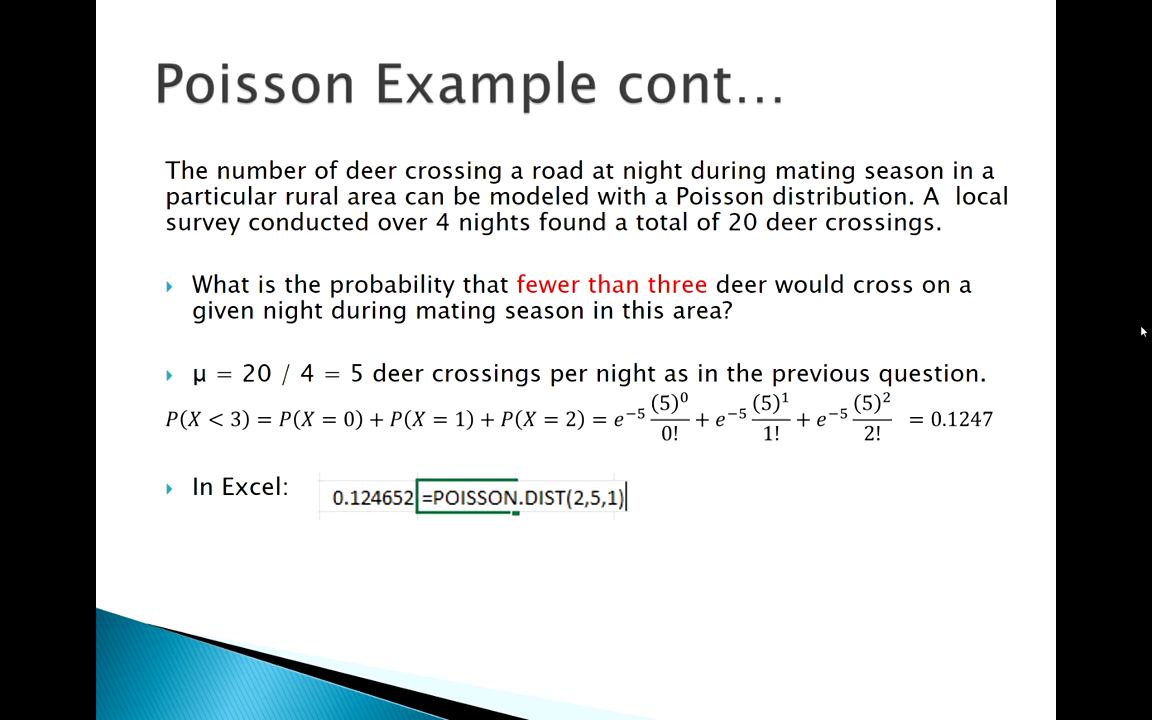 Poisson Example cont...
The number of deer crossing a road at night during mating season in a
particular rural area can be modeled with a Poisson distribution. A  local
survey conducted over 4 nights found a total of 20 deer crossings.
What is the probability that fewer than three deer would cross on a
given night during mating season in this area?
μ = 20 / 4 = 5 deer crossings per night as in the previous question.
P(X < 3) = P(X = 0) + P(X = 1) + P(X = 2) = e⁻⁵ (5)⁰/0! + e⁻⁵ (5)¹/1! + e⁻⁵ (5)²/2! = 0.1247
In Excel: 0.124652 =POISSON.DIST(2,5,1)